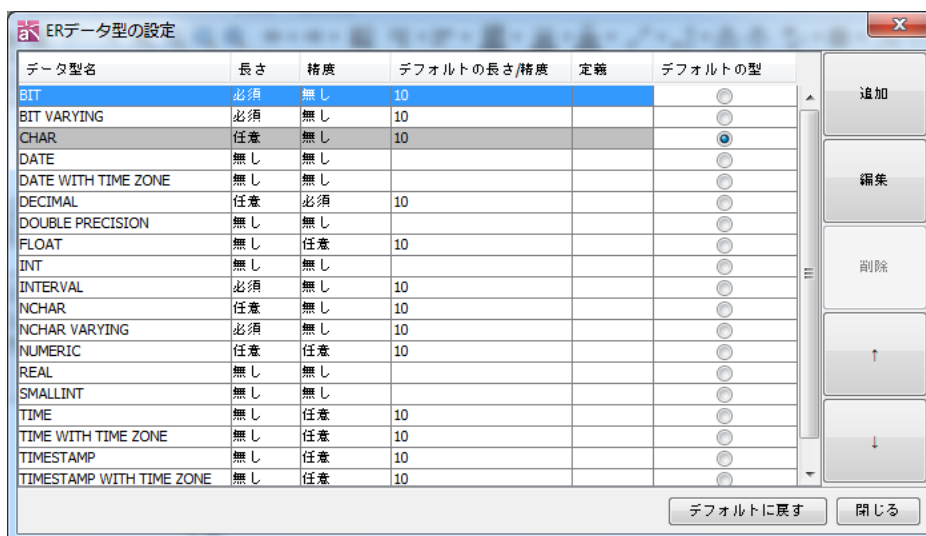 ERデータ型の設定
データ型名 長さ 精度 デフォルトの長さ/精度 定義 デフォルトの型
BIT 必須 無し 10
BIT VARYING 必須 無し 10
CHAR 任意 無し 10
DATE 無し 無し
DATE WITH TIME ZONE 無し 無し
DECIMAL 任意 必須 10
DOUBLE PRECISION 無し 無し
FLOAT 無し 任意 10
INT 無し 無し
INTERVAL 必須 無し 10
NCHAR 任意 無し 10
NCHAR VARYING 必須 無し 10
NUMERIC 任意 任意 10
REAL 無し 無し
SMALLINT 無し 無し
TIME 無し 任意 10
TIME WITH TIME ZONE 無し 任意 10
TIMESTAMP 無し 任意 10
TIMESTAMP WITH TIME ZONE 無し 任意 10
追加
編集
削除
↑
↓
デフォルトに戻す 閉じる